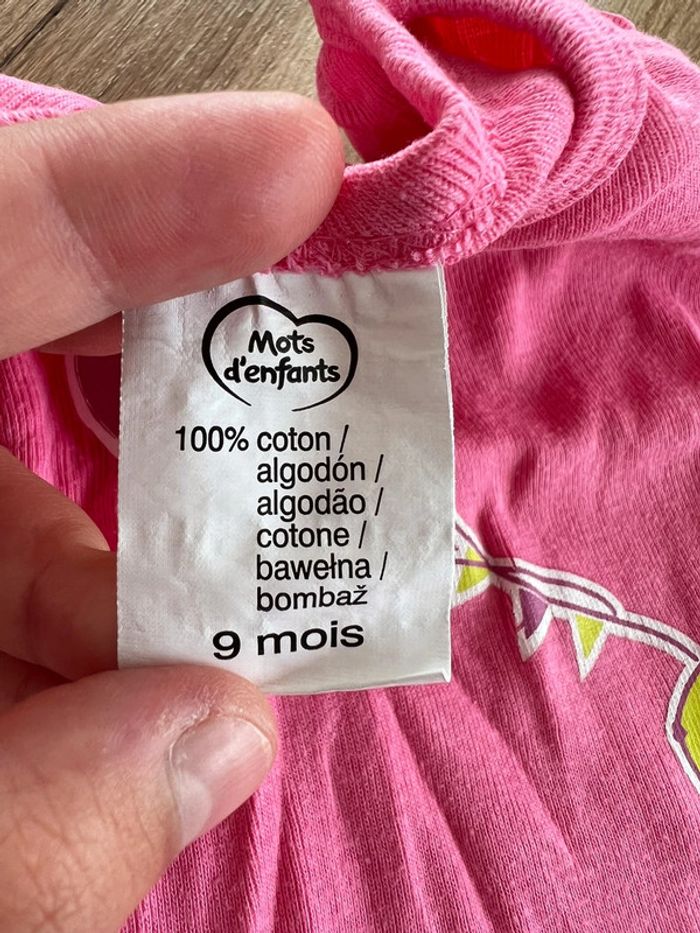 Mots
d'enfants
100% coton /
algodón /
algodão /
cotone /
bawełna /
bombaž
9 mois